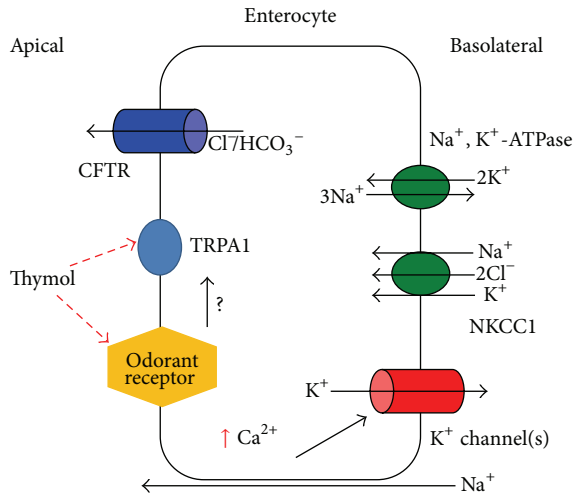 Enterocyte
Apical
Basolateral
Cl⁻/HCO₃⁻
CFTR
Na⁺, K⁺-ATPase
2K⁺
3Na⁺
TRPA1
Na⁺
2Cl⁻
K⁺
NKCC1
Thymol
?
Odorant
receptor
K⁺
↑ Ca²⁺
K⁺ channel(s)
Na⁺